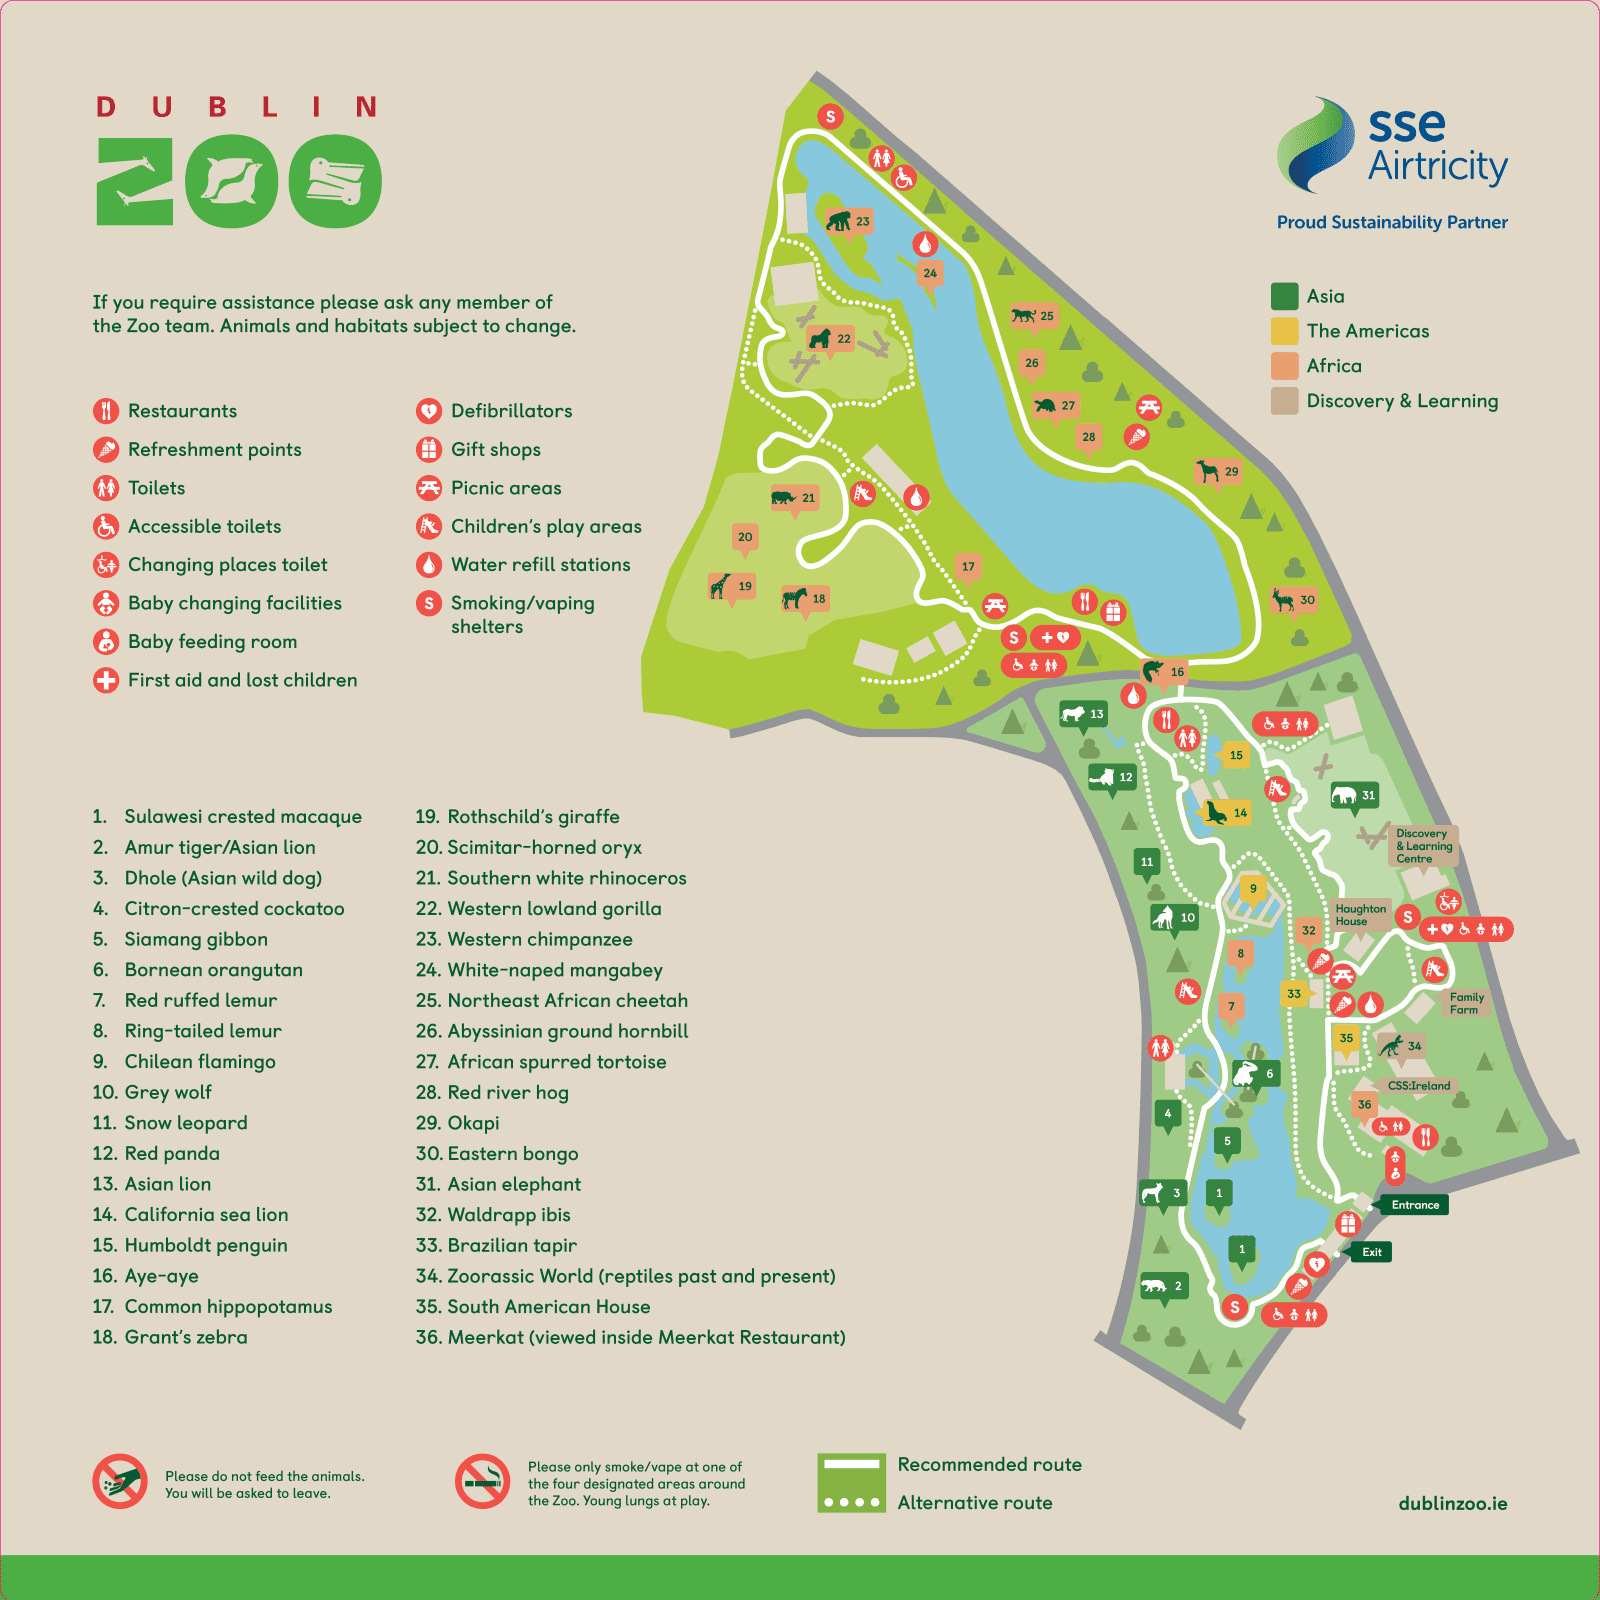 DUBLIN
ZOO
sse
Airtricity
Proud Sustainability Partner
If you require assistance please ask any member of
the Zoo team. Animals and habitats subject to change.
Asia
The Americas
Africa
Discovery & Learning
Restaurants
Refreshment points
Toilets
Accessible toilets
Changing places toilet
Baby changing facilities
Baby feeding room
First aid and lost children
Defibrillators
Gift shops
Picnic areas
Children's play areas
Water refill stations
S Smoking/vaping
shelters
1. Sulawesi crested macaque
2. Amur tiger/Asian lion
3. Dhole (Asian wild dog)
4. Citron-crested cockatoo
5. Siamang gibbon
6. Bornean orangutan
7. Red ruffed lemur
8. Ring-tailed lemur
9. Chilean flamingo
10. Grey wolf
11. Snow leopard
12. Red panda
13. Asian lion
14. California sea lion
15. Humboldt penguin
16. Aye-aye
17. Common hippopotamus
18. Grant's zebra
19. Rothschild's giraffe
20. Scimitar-horned oryx
21. Southern white rhinoceros
22. Western lowland gorilla
23. Western chimpanzee
24. White-naped mangabey
25. Northeast African cheetah
26. Abyssinian ground hornbill
27. African spurred tortoise
28. Red river hog
29. Okapi
30. Eastern bongo
31. Asian elephant
32. Waldrapp ibis
33. Brazilian tapir
34. Zoorassic World (reptiles past and present)
35. South American House
36. Meerkat (viewed inside Meerkat Restaurant)
S
23
24
25
22
26
27
28
29
21
20
17
19
18
30
S
16
13
15
12
31
14
Discovery
& Learning
Centre
11
9
Haughton
House
10
S
32
8
33
7
Family
Farm
35
34
6
CSS:Ireland
36
4
5
3
1
Entrance
1
Exit
2
S
Please do not feed the animals.
You will be asked to leave.
Please only smoke/vape at one of
the four designated areas around
the Zoo. Young lungs at play.
Recommended route
Alternative route
dublinzoo.ie